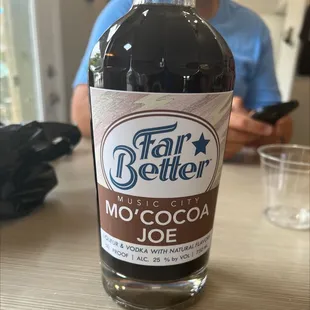 Far
Better
MUSIC CITY
MO'COCOA
JOE
& VODKA WITH NATURAL
PROOF | ALC. 25 % by VOL |